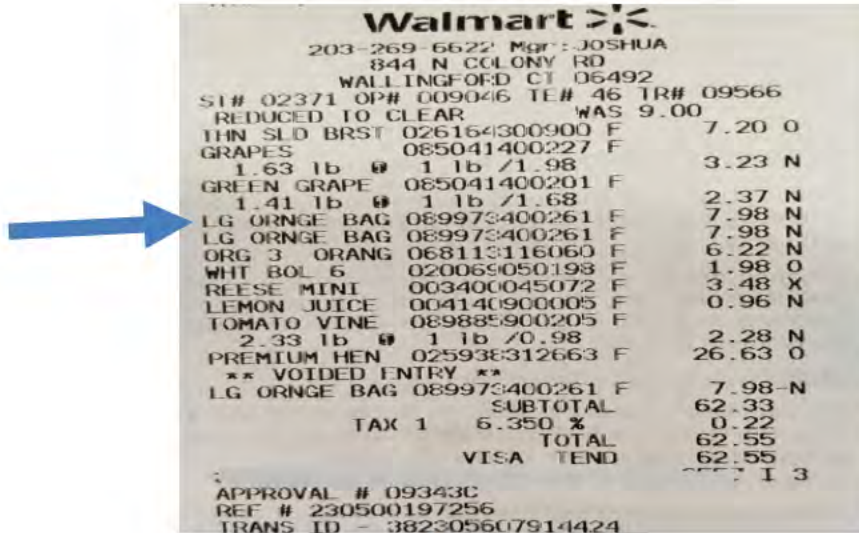 Walmart
203-269-6622 Mgr:JOSHUA
844 N COLONY RD
WALLINGFORD CT 06492
ST# 02371 OP# 009046 TE# 46 TR# 09566
REDUCED TO CLEAR WAS 9.00
THN SLD BRST 026164300900 F 7.20 O
GRAPES 085041400227 F
1.63 lb @ 1 lb /1.98 3.23 N
GREEN GRAPE 085041400201 F
1.41 lb @ 1 lb /1.68 2.37 N
LG ORNGE BAG 089973400261 F 7.98 N
LG ORNGE BAG 089973400261 F 7.98 N
ORG 3 ORANG 068113116060 F 6.22 N
WHT BOL 6 020069050198 F 1.98 O
REESE MINI 003400045072 F 3.48 X
LEMON JUICE 004140900005 F 0.96 N
TOMATO VINE 089885900205 F
2.33 lb @ 1 lb /0.98 2.28 N
PREMIUM HEN 025938312663 F 26.63 O
** VOIDED ENTRY **
LG ORNGE BAG 089973400261 F 7.98-N
SUBTOTAL 62.33
TAX 1 6.350 % 0.22
TOTAL 62.55
VISA TEND 62.55
I 3
APPROVAL # 09343C
REF # 230500197256
TRANS ID - 382305607914424